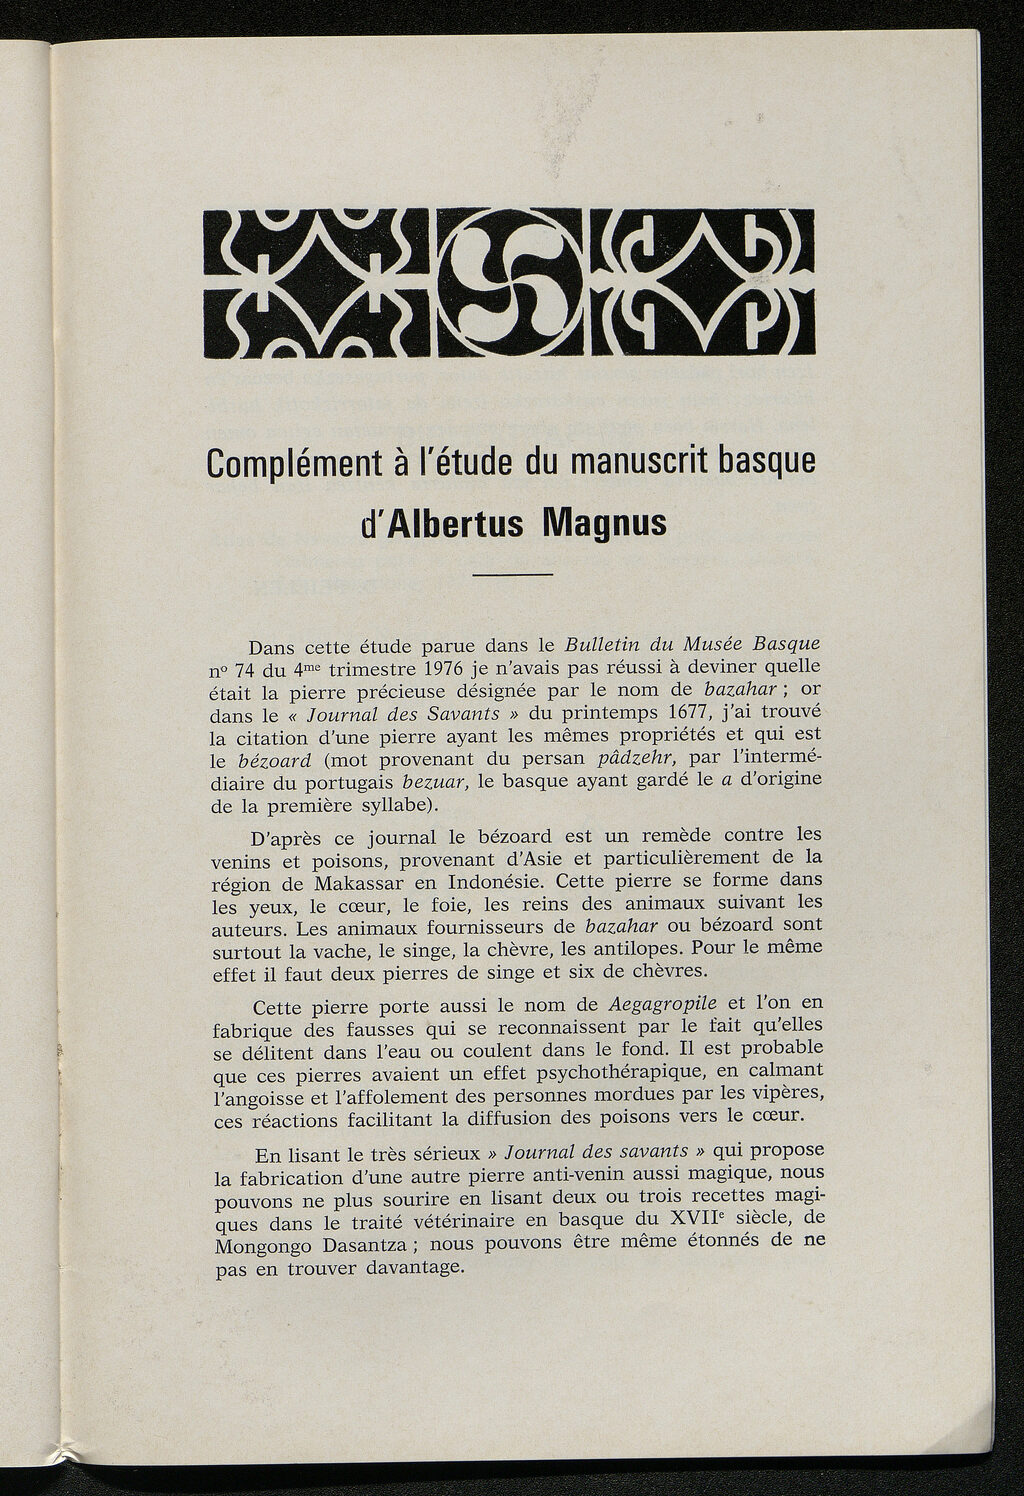 Complément à l'étude du manuscrit basque
d'Albertus Magnus
Dans cette étude parue dans le Bulletin du Musée Basque
nº 74 du 4me trimestre 1976 je n'avais pas réussi à deviner quelle
était la pierre précieuse désignée par le nom de bazahar ; or
dans le « Journal des Savants » du printemps 1677, j'ai trouvé
la citation d'une pierre ayant les mêmes propriétés et qui est
le bézoard (mot provenant du persan pâdzehr, par l'intermé-
diaire du portugais bezuar, le basque ayant gardé le a d'origine
de la première syllabe).
D'après ce journal le bézoard est un remède contre les
venins et poisons, provenant d'Asie et particulièrement de la
région de Makassar en Indonésie. Cette pierre se forme dans
les yeux, le cœur, le foie, les reins des animaux suivant les
auteurs. Les animaux fournisseurs de bazahar ou bézoard sont
surtout la vache, le singe, la chèvre, les antilopes. Pour le même
effet il faut deux pierres de singe et six de chèvres.
Cette pierre porte aussi le nom de Aegagropile et l'on en
fabrique des fausses qui se reconnaissent par le fait qu'elles
se délitent dans l'eau ou coulent dans le fond. Il est probable
que ces pierres avaient un effet psychothérapique, en calmant
l'angoisse et l'affolement des personnes mordues par les vipères,
ces réactions facilitant la diffusion des poisons vers le cœur.
En lisant le très sérieux » Journal des savants » qui propose
la fabrication d'une autre pierre anti-venin aussi magique, nous
pouvons ne plus sourire en lisant deux ou trois recettes magi-
ques dans le traité vétérinaire en basque du XVIIe siècle, de
Mongongo Dasantza ; nous pouvons être même étonnés de ne
pas en trouver davantage.